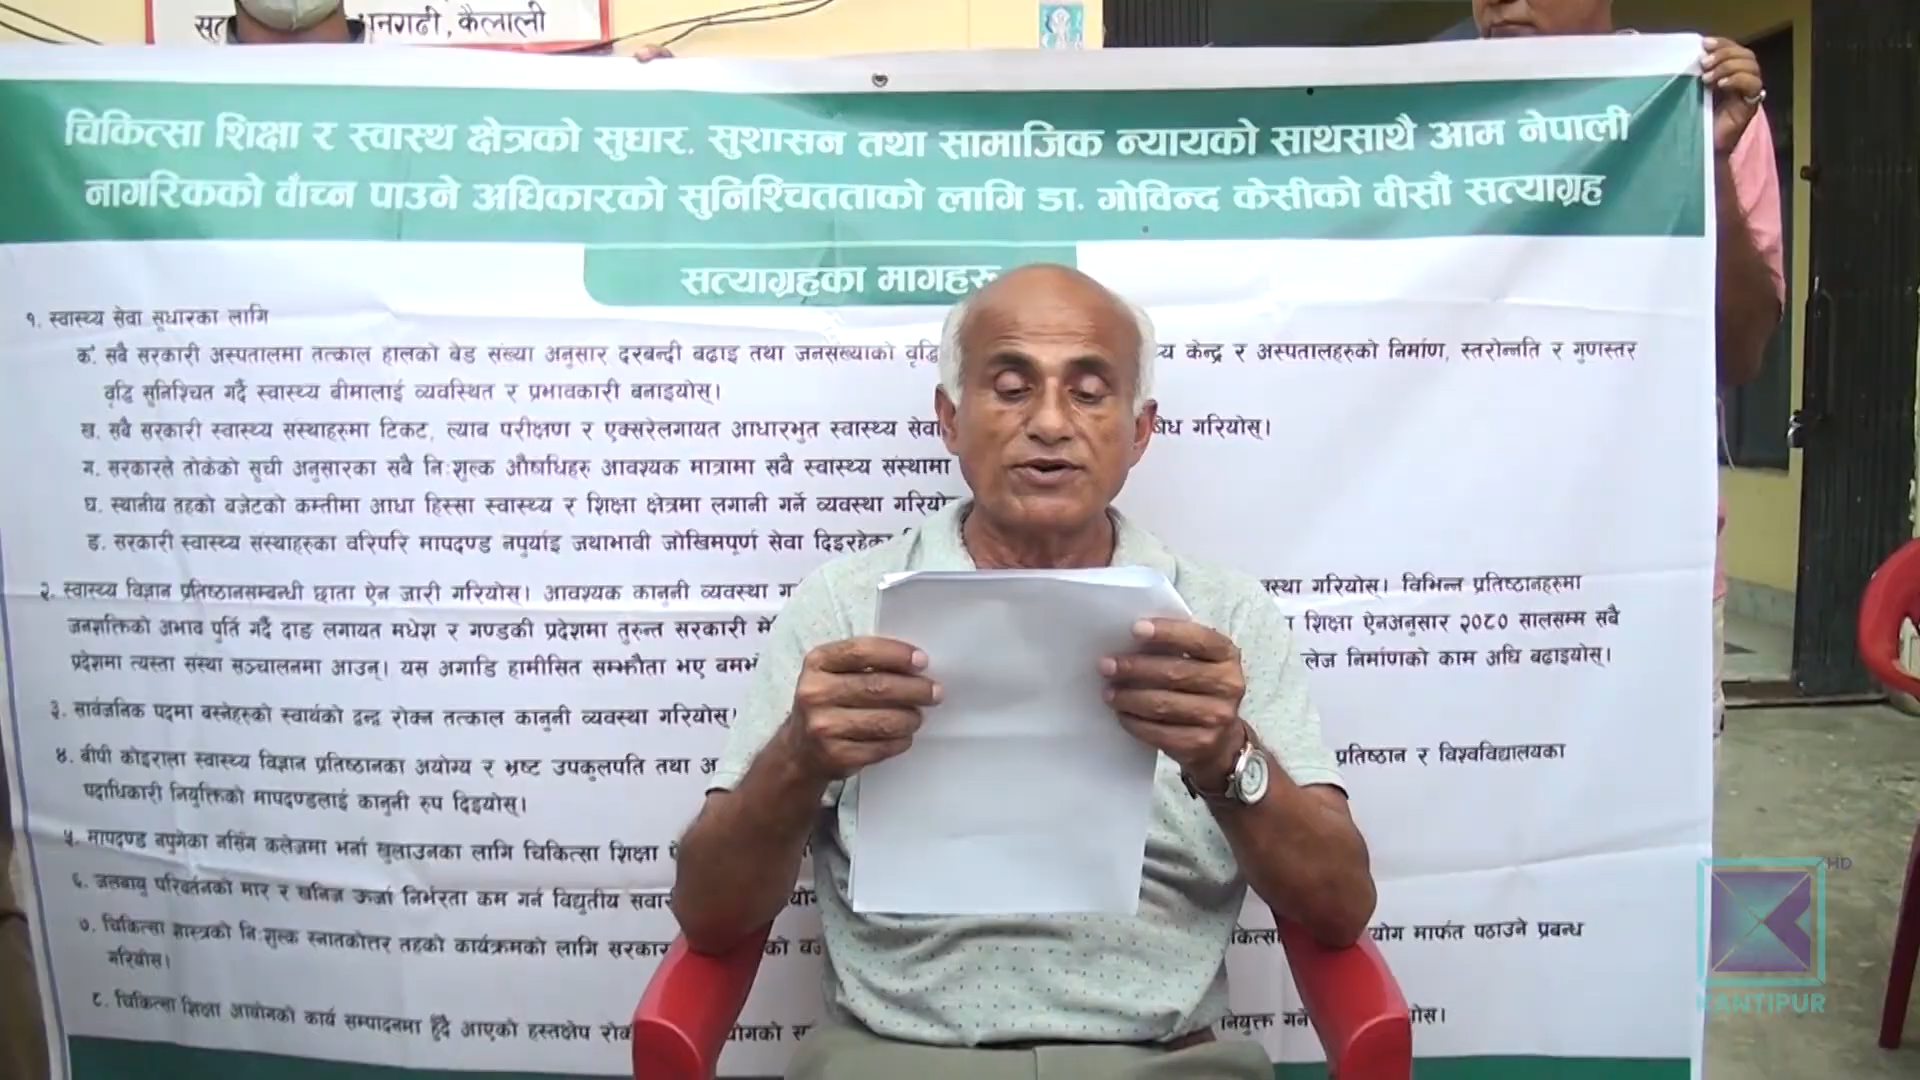 धनगढी, कैलाली
चिकित्सा शिक्षा र स्वास्थ क्षेत्रको सुधार, सुशासन तथा सामाजिक न्यायको साथसाथै आम नेपाली
नागरिकको वाँच्न पाउने अधिकारको सुनिश्चितताको लागि डा. गोविन्द केसीको वीसौं सत्याग्रह
सत्याग्रहका मागहरु
१. स्वास्थ्य सेवा सुधारका लागि
क. सबै सरकारी अस्पतालमा तत्काल हालको बेड संख्या अनुसार दरबन्दी बढाइ तथा जनसंख्याको वृद्धि केन्द्र र अस्पतालहरुको निर्माण, स्तरोन्नति र गुणस्तर
वृद्धि सुनिश्चित गर्दै स्वास्थ्य बीमालाई व्यवस्थित र प्रभावकारी बनाइयोस्।
ख. सबै सरकारी स्वास्थ्य संस्थाहरुमा टिकट, ल्याब परीक्षण र एक्सरेलगायत आधारभुत स्वास्थ्य सेवा गरियोस्।
ग. सरकारले तोकेको सुची अनुसारका सबै नि:शुल्क औषधिहरु आवश्यक मात्रामा सबै स्वास्थ्य संस्थामा
घ. स्थानीय तहको बजेटको कम्तीमा आधा हिस्सा स्वास्थ्य र शिक्षा क्षेत्रमा लगानी गर्ने व्यवस्था गरियो
ड. सरकारी स्वास्थ्य संस्थाहरुका वरिपरि मापदण्ड नपुर्याइ जथाभावी जोखिमपूर्ण सेवा दिइरहेका
२. स्वास्थ्य विज्ञान प्रतिष्ठानसम्बन्धी छाता ऐन जारी गरियोस्। आवश्यक कानुनी व्यवस्था गरियोस्। विभिन्न प्रतिष्ठानहरुमा
जनशक्तिको अभाव पुर्ति गर्दै दाङ लगायत मधेश र गण्डकी प्रदेशमा तुरुन्त सरकारी मे शिक्षा ऐनअनुसार २०८० सालसम्म सबै
प्रदेशमा त्यस्ता संस्था सञ्चालनमा आउन्। यस अगाडि हामीसित सम्झौता भए बम लेज निर्माणको काम अघि बढाइयोस्।
३. सार्वजनिक पदमा बस्नेहरुको स्वार्थको द्वन्द्व रोक्न तत्काल कानुनी व्यवस्था गरियोस्।
४. बीपी कोइराला स्वास्थ्य विज्ञान प्रतिष्ठानका अयोग्य र भ्रष्ट उपकुलपति तथा अ प्रतिष्ठान र विश्वविद्यालयका
पदाधिकारी नियुक्तिको मापदण्डलाई कानुनी रुप दिइयोस्।
५. मापदण्ड नपुगेका नर्सिंग कलेजमा भर्ना खुलाउनका लागि चिकित्सा शिक्षा ऐ
६. जलबायु परिवर्तनको मार र खनिज ऊर्जा निर्भरता कम गर्न विद्युतीय सवा
७. चिकित्सा शास्त्रको नि:शुल्क स्नातकोत्तर तहको कार्यक्रमको लागि सरकार योग मार्फत पठाउने प्रबन्ध
गरियोस।
८. चिकित्सा शिक्षा आयोगको कार्य सम्पादनमा हुँदै आएको हस्तक्षेप रोक योगको नियुक्त गर्ने
HD
KANTIPUR